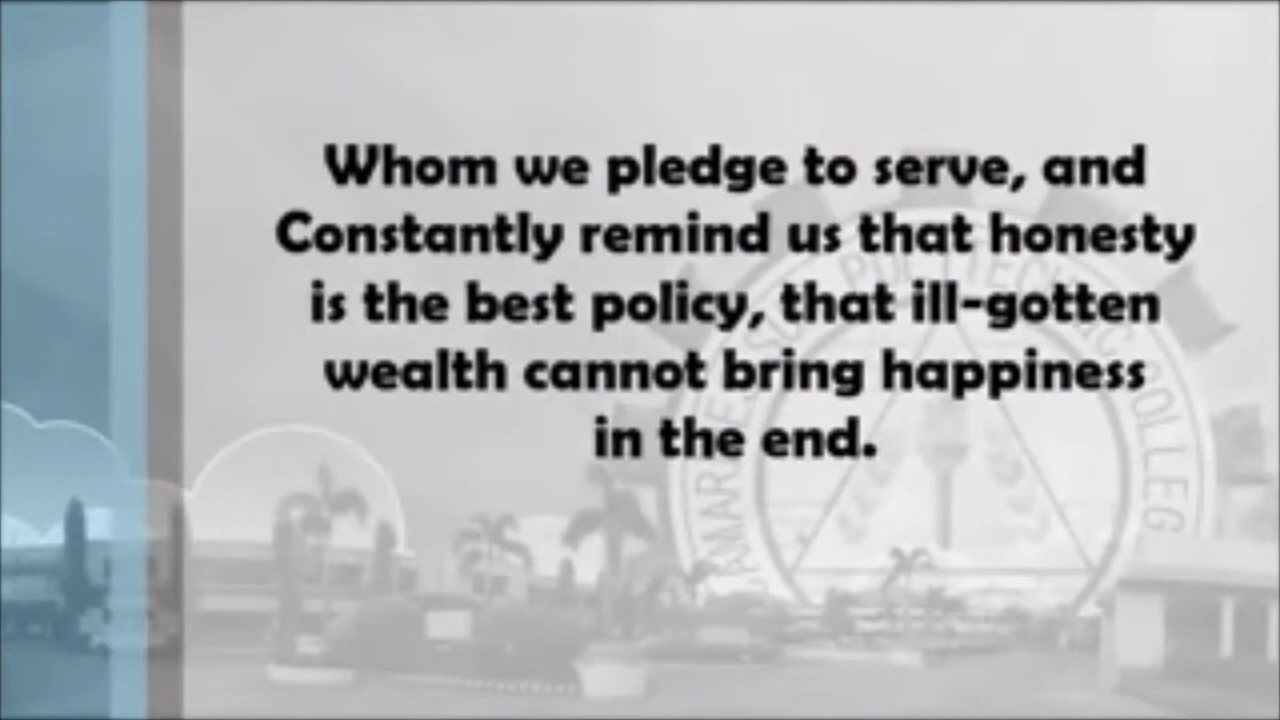 Whom we pledge to serve, and
Constantly remind us that honesty
is the best policy, that ill-gotten
wealth cannot bring happiness
in the end.
POLYTECHNIC